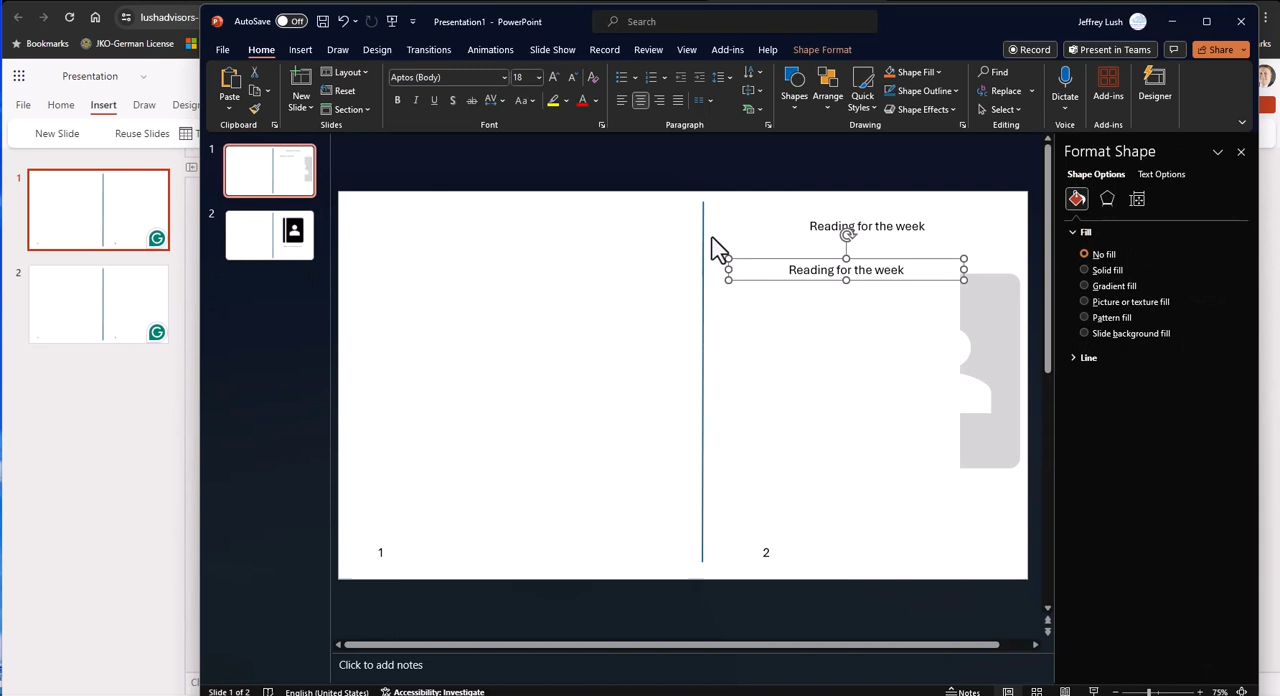 lushadvisors-
Bookmarks
JKO-German License
Presentation
File Home Insert Draw
New Slide Reuse Slides
1
2
AutoSave Off
Presentation1 - PowerPoint
Search
Jeffrey Lush
File Home Insert Draw Design Transitions Animations Slide Show Record Review View Add-ins Help Shape Format
Record Present in Teams Share
Paste
New
Slide
Layout
Reset
Section
Aptos (Body) 18
Shapes Arrange Quick
Styles
Shape Fill
Shape Outline
Shape Effects
Find
Replace
Select
Dictate Add-ins Designer
Clipboard Slides Font Paragraph Drawing Editing Voice Add-ins Designer
1
2
Reading for the week
Reading for the week
1 2
Format Shape
Shape Options Text Options
Fill
No fill
Solid fill
Gradient fill
Picture or texture fill
Pattern fill
Slide background fill
Line
Click to add notes
Slide 1 of 2 English (United States) Accessibility: Investigate Notes 75%